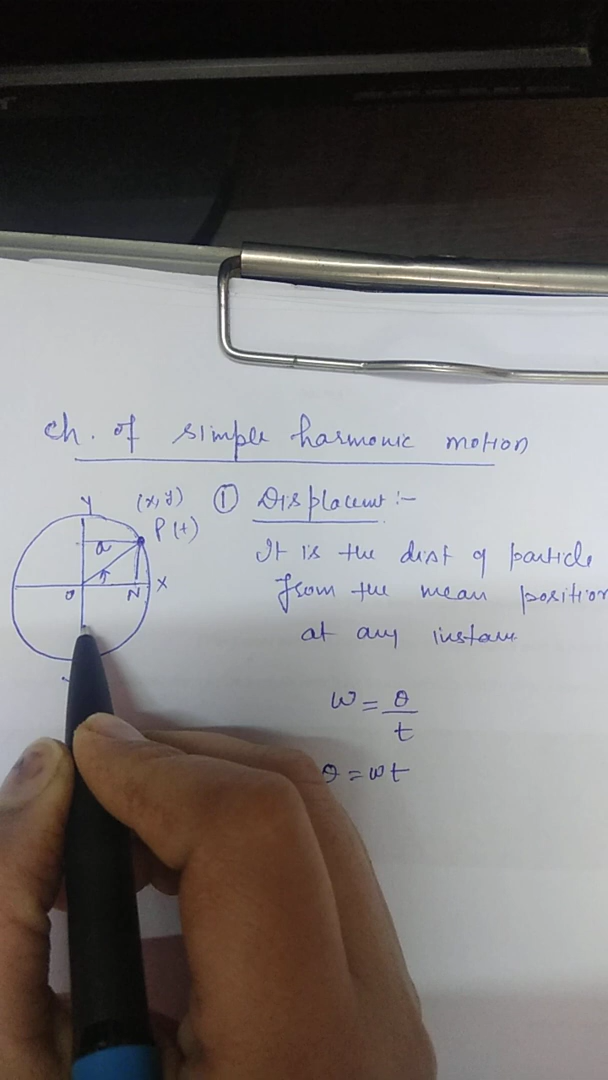 Ch. of simple harmonic motion
Y
(x, y)
P(t)
a
O
N
X
① Displacemt :-
It is the dist of particle
from the mean position
at any instant
ω = θ
t
θ = ωt